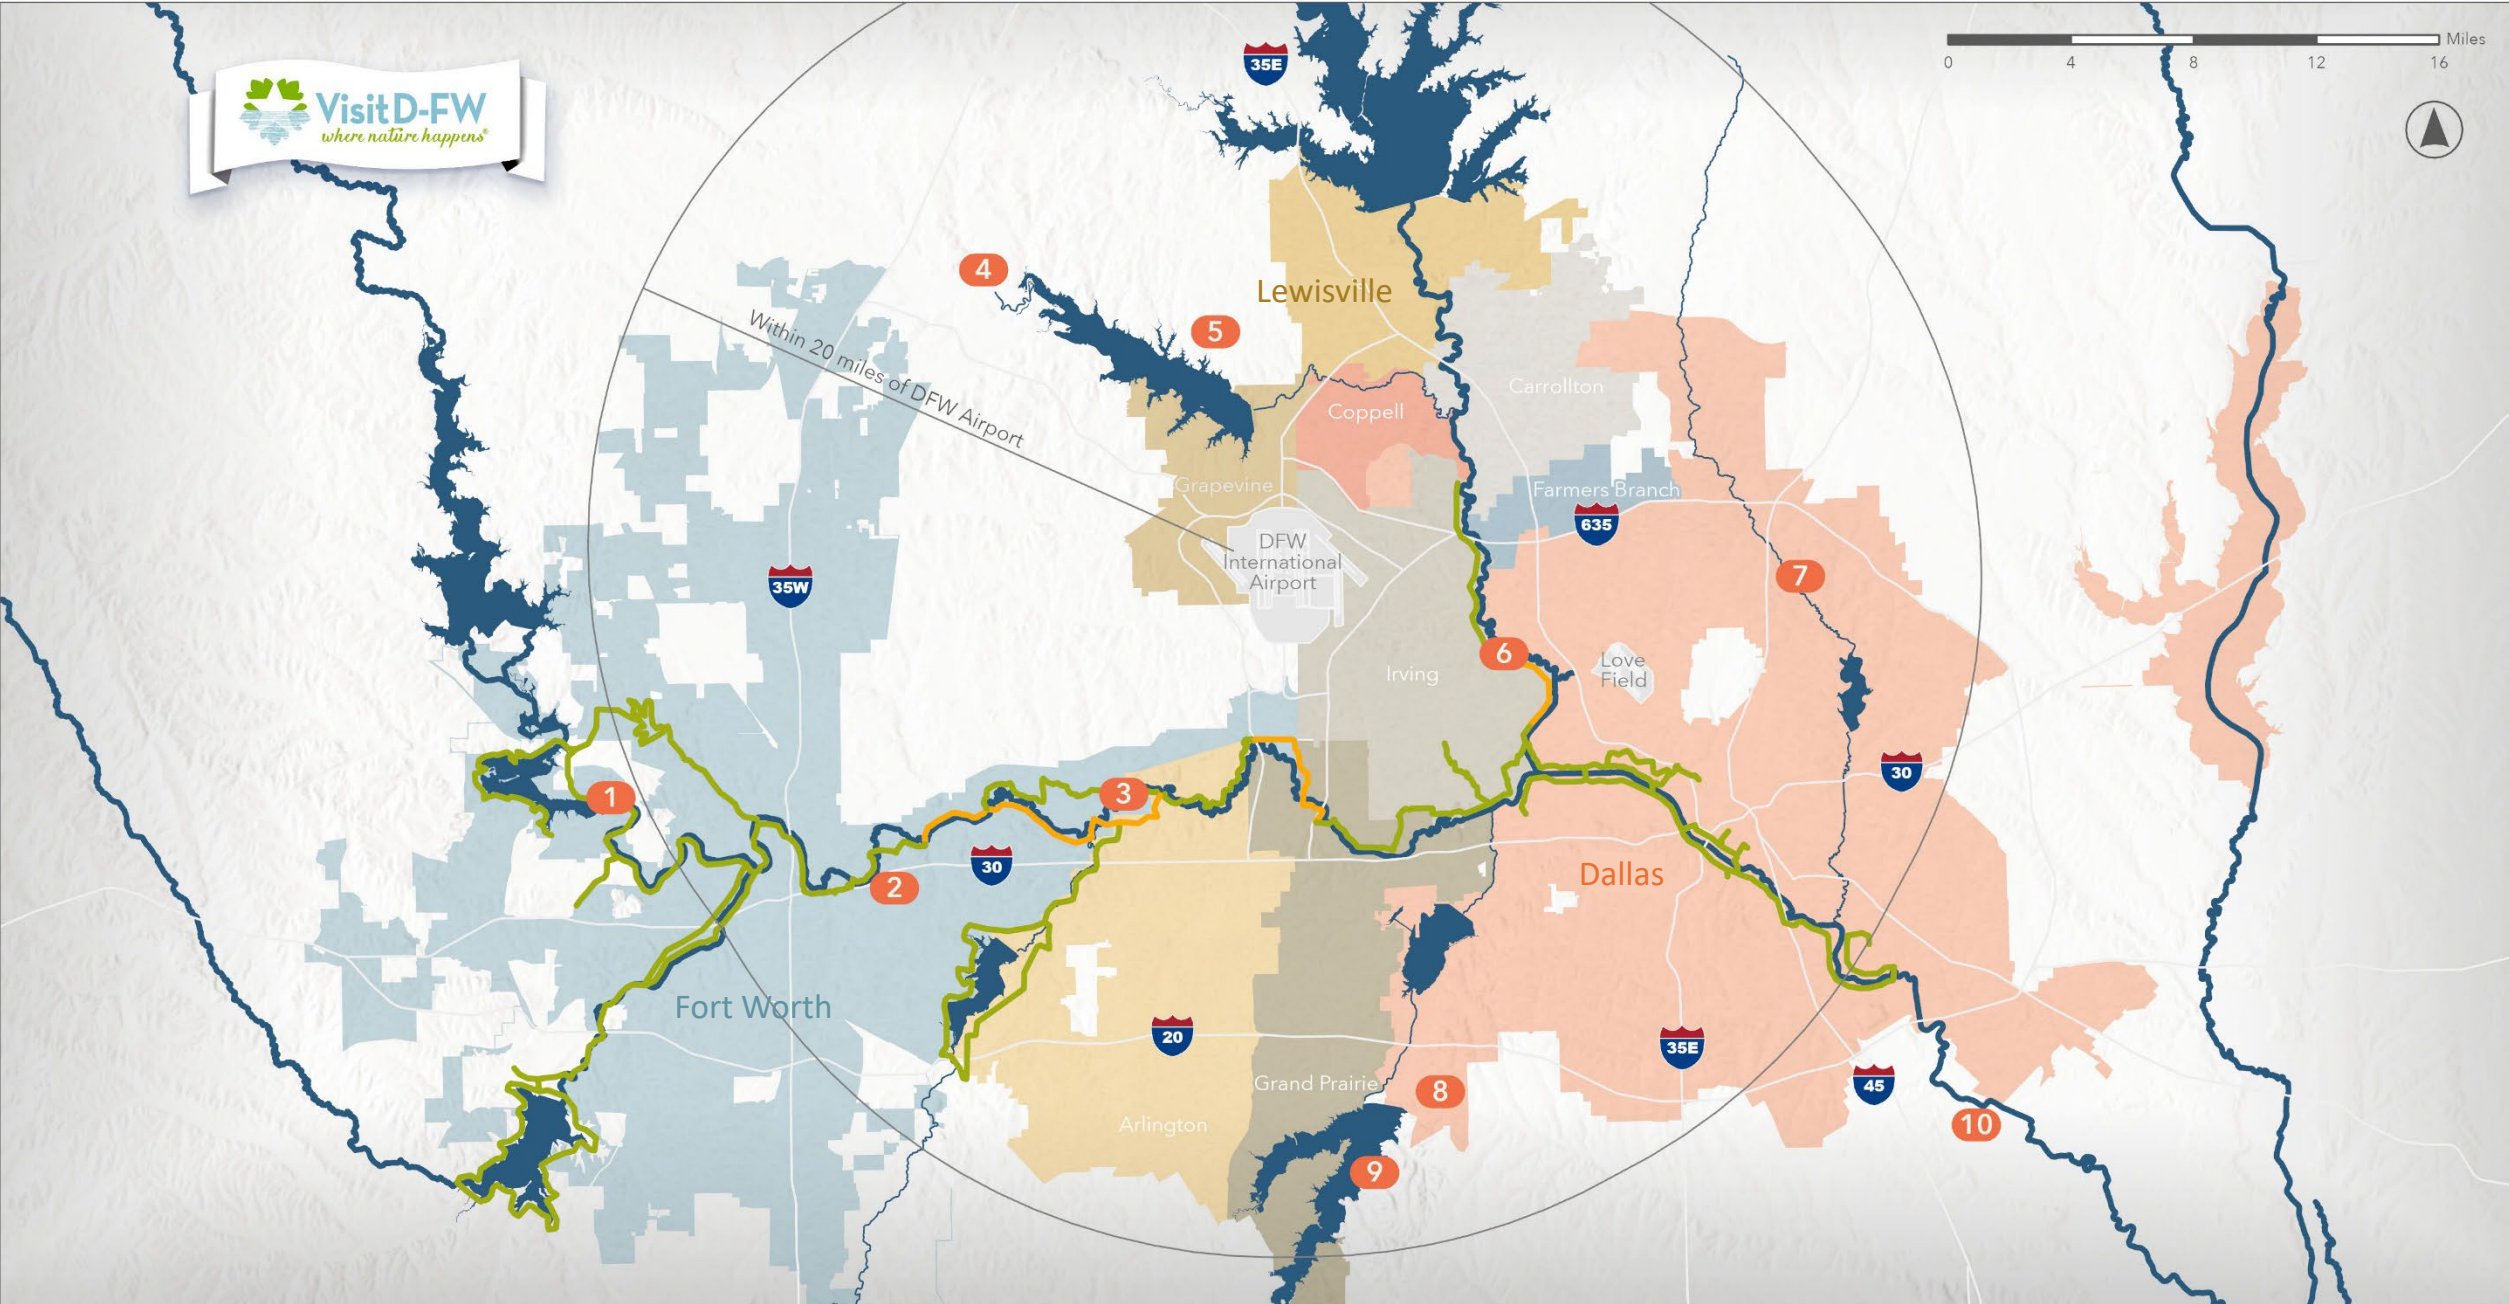 35E
Miles
0 4 8 12 16
Visit D-FW
where nature happens®
4
Lewisville
5
Within 20 miles of DFW Airport
Carrollton
Coppell
Grapevine
Farmers Branch
635
DFW
International
Airport
35W
7
6
Love
Field
Irving
30
1
3
30
2
Dallas
Fort Worth
20
35E
Grand Prairie
45
8
Arlington
10
9